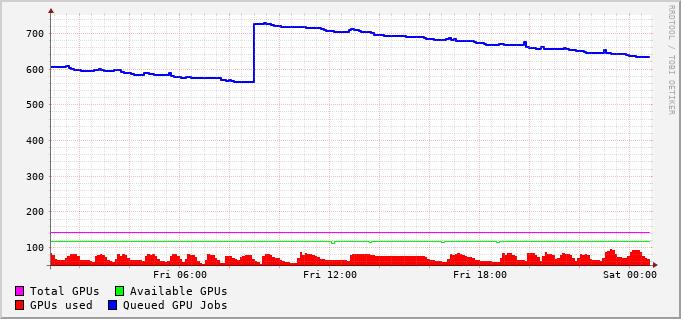 RRDTOOL / TOBI OETIKER
700
600
500
400
300
200
100
Fri 06:00 Fri 12:00 Fri 18:00 Sat 00:00
Total GPUs Available GPUs
GPUs used Queued GPU Jobs